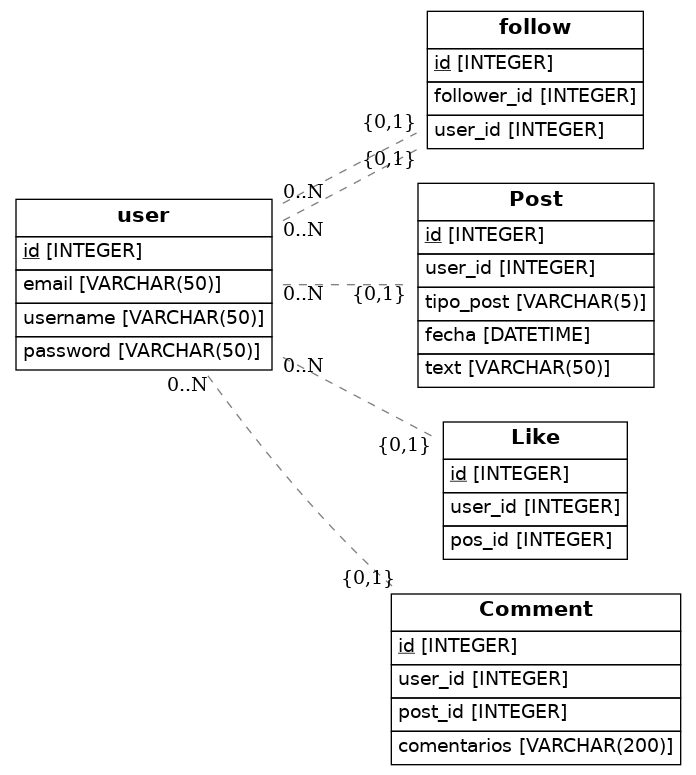 follow
id [INTEGER]
follower_id [INTEGER]
user_id [INTEGER]
{0,1}
{0,1}
0..N
0..N
user
id [INTEGER]
email [VARCHAR(50)]
username [VARCHAR(50)]
password [VARCHAR(50)]
Post
id [INTEGER]
user_id [INTEGER]
tipo_post [VARCHAR(5)]
fecha [DATETIME]
text [VARCHAR(50)]
0..N
{0,1}
0..N
{0,1}
Like
id [INTEGER]
user_id [INTEGER]
pos_id [INTEGER]
0..N
{0,1}
Comment
id [INTEGER]
user_id [INTEGER]
post_id [INTEGER]
comentarios [VARCHAR(200)]